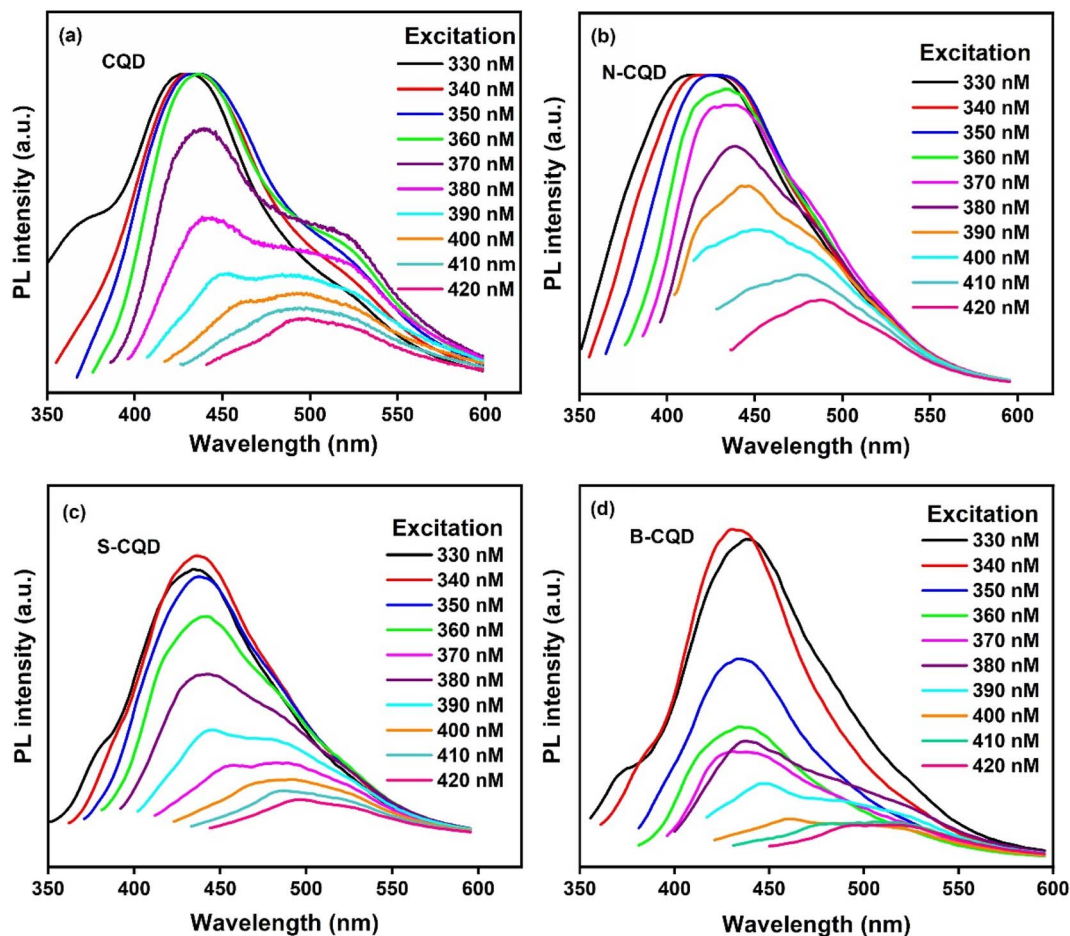 (a)
CQD
Excitation
330 nM
340 nM
350 nM
360 nM
370 nM
380 nM
390 nM
400 nM
410 nm
420 nM
PL intensity (a.u.)
350 400 450 500 550 600
Wavelength (nm)
(b)
N-CQD
Excitation
330 nM
340 nM
350 nM
360 nM
370 nM
380 nM
390 nM
400 nM
410 nM
420 nM
PL intensity (a.u.)
350 400 450 500 550 600
Wavelength (nm)
(c)
S-CQD
Excitation
330 nM
340 nM
350 nM
360 nM
370 nM
380 nM
390 nM
400 nM
410 nM
420 nM
PL intensity (a.u.)
350 400 450 500 550 600
Wavelength (nm)
(d)
B-CQD
Excitation
330 nM
340 nM
350 nM
360 nM
370 nM
380 nM
390 nM
400 nM
410 nM
420 nM
PL intensity (a.u.)
350 400 450 500 550 600
Wavelength (nm)